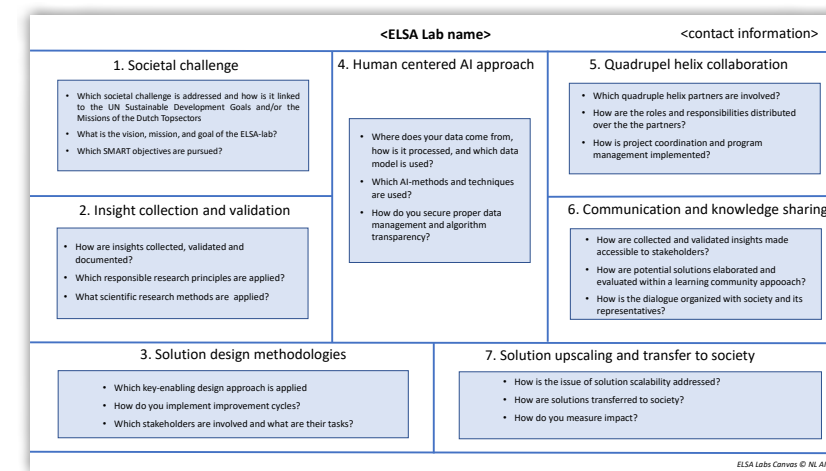 <ELSA Lab name>
<contact information>
1. Societal challenge
• Which societal challenge is addressed and how is it linked
to the UN Sustainable Development Goals and/or the
Missions of the Dutch Topsectors
• What is the vision, mission, and goal of the ELSA-lab?
• Which SMART objectives are pursued?
2. Insight collection and validation
• How are insights collected, validated and
documented?
• Which responsible research principles are applied?
• What scientific research methods are applied?
4. Human centered AI approach
• Where does your data come from,
how is it processed, and which data
model is used?
• Which AI-methods and techniques
are used?
• How do you secure proper data
management and algorithm
transparency?
5. Quadrupel helix collaboration
• Which quadruple helix partners are involved?
• How are the roles and responsibilities distributed
over the the partners?
• How is project coordination and program
management implemented?
6. Communication and knowledge sharing
• How are collected and validated insights made
accessible to stakeholders?
• How are potential solutions elaborated and
evaluated within a learning community appooach?
• How is the dialogue organized with society and its
representatives?
3. Solution design methodologies
• Which key-enabling design approach is applied
• How do you implement improvement cycles?
• Which stakeholders are involved and what are their tasks?
7. Solution upscaling and transfer to society
• How is the issue of solution scalability addressed?
• How are solutions transferred to society?
• How do you measure impact?
ELSA Labs Canvas © NL AI